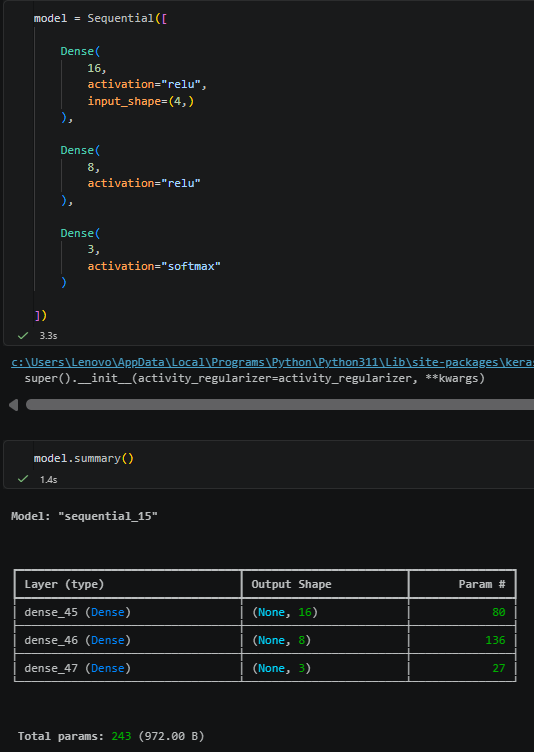 model = Sequential([
Dense(
16,
activation="relu",
input_shape=(4,)
),
Dense(
8,
activation="relu"
),
Dense(
3,
activation="softmax"
)
])
3.3s
c:\Users\Lenovo\AppData\Local\Programs\Python\Python311\Lib\site-packages\keras
super().__init__(activity_regularizer=activity_regularizer, **kwargs)
model.summary()
1.4s
Model: "sequential_15"
Layer (type) Output Shape Param #
dense_45 (Dense) (None, 16) 80
dense_46 (Dense) (None, 8) 136
dense_47 (Dense) (None, 3) 27
Total params: 243 (972.00 B)